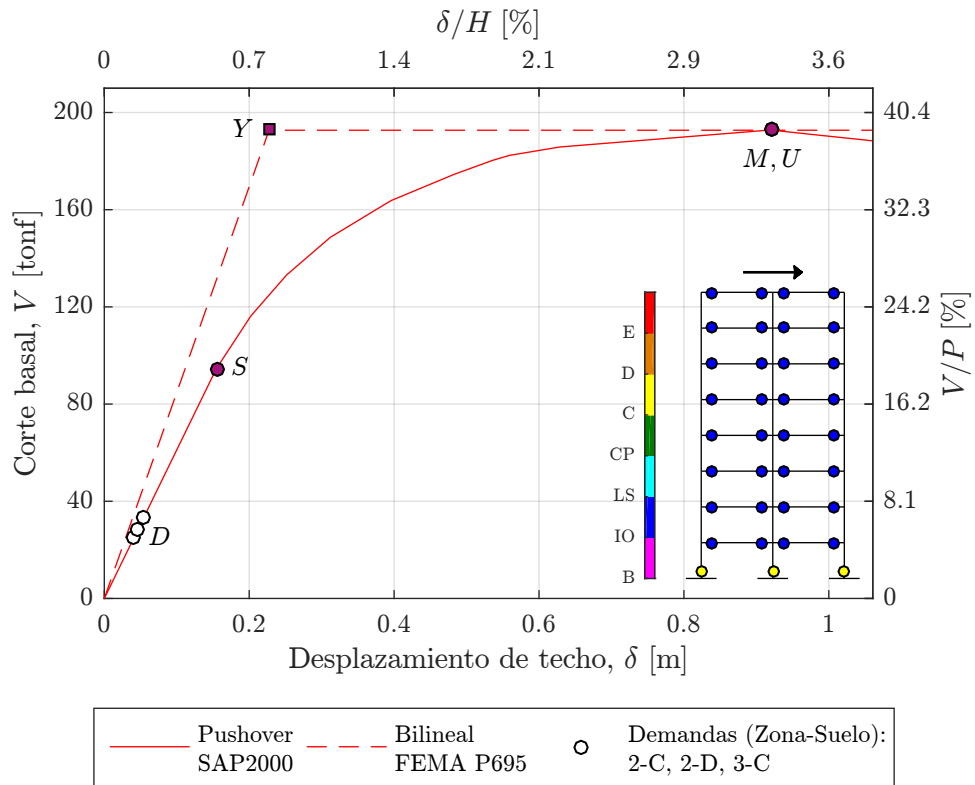 δ/H [%]
0 0.7 1.4 2.1 2.9 3.6
200
160
120
80
40
0
Corte basal, V [tonf]
40.4
32.3
24.2
16.2
8.1
0
V/P [%]
Y
M, U
S
D
E
D
C
CP
LS
IO
B
0 0.2 0.4 0.6 0.8 1
Desplazamiento de techo, δ [m]
Pushover
SAP2000
Bilineal
FEMA P695
Demandas (Zona-Suelo):
2-C, 2-D, 3-C